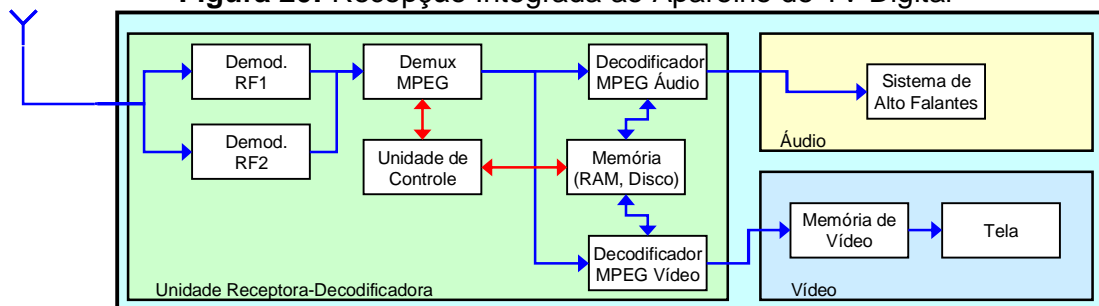 Figura 20. Recepção Integrada ao Aparelho de TV Digital
Demod.
RF1
Demux
MPEG
Decodificador
MPEG Áudio
Sistema de
Alto Falantes
Demod.
RF2
Unidade de
Controle
Memória
(RAM, Disco)
Áudio
Decodificador
MPEG Vídeo
Memória de
Vídeo
Tela
Unidade Receptora-Decodificadora
Vídeo